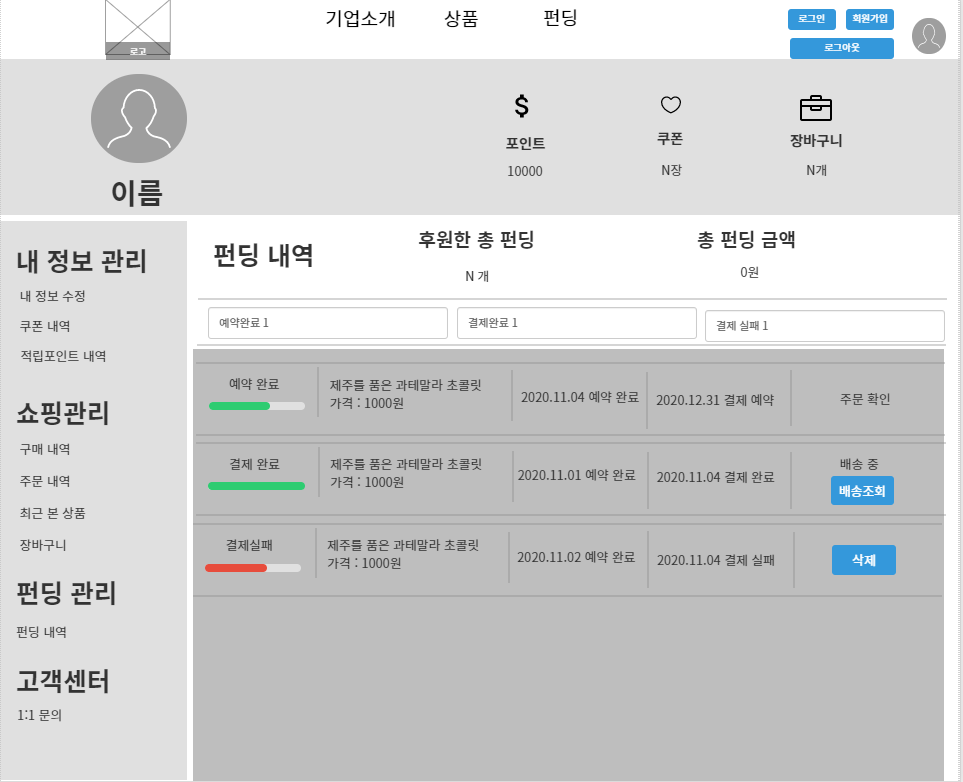 로고
기업소개 상품 펀딩
로그인 회원가입
로그아웃
이름
포인트
10000
쿠폰
N장
장바구니
N개
내 정보 관리
내 정보 수정
쿠폰 내역
적립포인트 내역
쇼핑관리
구매 내역
주문 내역
최근 본 상품
장바구니
펀딩 관리
펀딩 내역
고객센터
1:1 문의
펀딩 내역
후원한 총 펀딩
N 개
총 펀딩 금액
0원
예약완료 1
결제완료 1
결제 실패 1
예약 완료
제주를 품은 과테말라 초콜릿
가격 : 1000원
2020.11.04 예약 완료
2020.12.31 결제 예약
주문 확인
결제 완료
제주를 품은 과테말라 초콜릿
가격 : 1000원
2020.11.01 예약 완료
2020.11.04 결제 완료
배송 중
배송조회
결제실패
제주를 품은 과테말라 초콜릿
가격 : 1000원
2020.11.02 예약 완료
2020.11.04 결제 실패
삭제